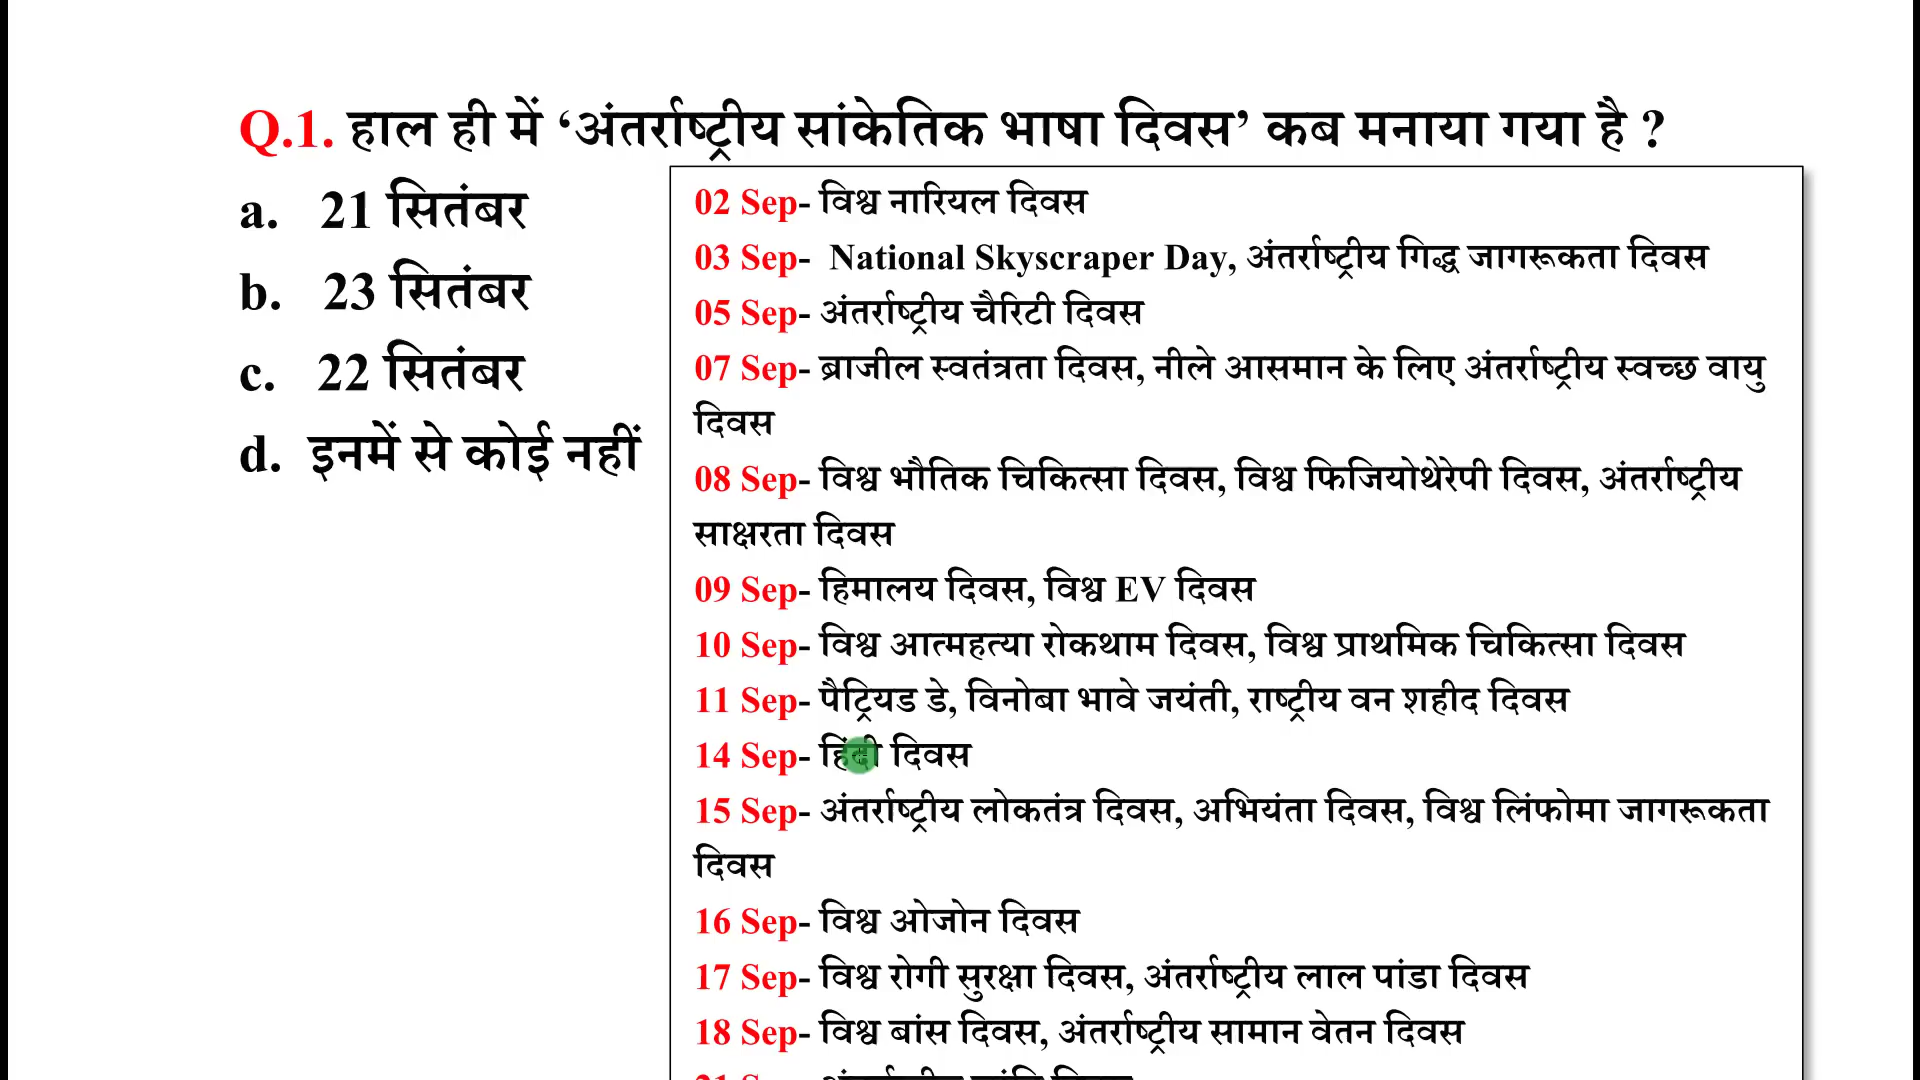 Q.1. हाल ही में ‘अंतर्राष्ट्रीय सांकेतिक भाषा दिवस’ कब मनाया गया है ?
a. 21 सितंबर
b. 23 सितंबर
c. 22 सितंबर
d. इनमें से कोई नहीं
02 Sep- विश्व नारियल दिवस
03 Sep- National Skyscraper Day, अंतर्राष्ट्रीय गिद्ध जागरूकता दिवस
05 Sep- अंतर्राष्ट्रीय चैरिटी दिवस
07 Sep- ब्राजील स्वतंत्रता दिवस, नीले आसमान के लिए अंतर्राष्ट्रीय स्वच्छ वायु
दिवस
08 Sep- विश्व भौतिक चिकित्सा दिवस, विश्व फिजियोथेरेपी दिवस, अंतर्राष्ट्रीय
साक्षरता दिवस
09 Sep- हिमालय दिवस, विश्व EV दिवस
10 Sep- विश्व आत्महत्या रोकथाम दिवस, विश्व प्राथमिक चिकित्सा दिवस
11 Sep- पैट्रियड डे, विनोबा भावे जयंती, राष्ट्रीय वन शहीद दिवस
14 Sep- हिंदी दिवस
15 Sep- अंतर्राष्ट्रीय लोकतंत्र दिवस, अभियंता दिवस, विश्व लिंफोमा जागरूकता
दिवस
16 Sep- विश्व ओजोन दिवस
17 Sep- विश्व रोगी सुरक्षा दिवस, अंतर्राष्ट्रीय लाल पांडा दिवस
18 Sep- विश्व बांस दिवस, अंतर्राष्ट्रीय सामान वेतन दिवस